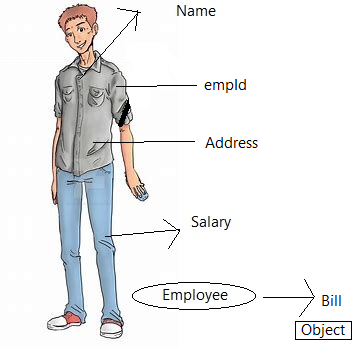 Name
empId
Address
Salary
Employee
Bill
Object